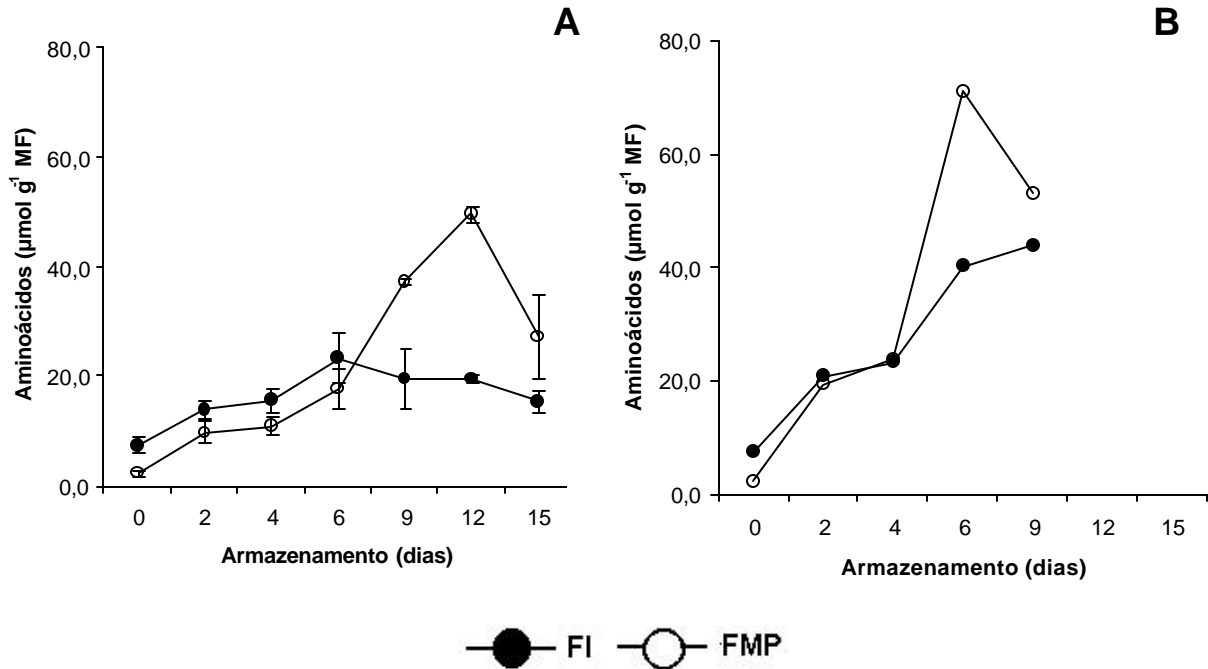 A
80,0
60,0
40,0
20,0
0,0
Aminoácidos (µmol g-1 MF)
0 2 4 6 9 12 15
Armazenamento (dias)
B
80,0
60,0
40,0
20,0
0,0
Aminoácidos (µmol g-1 MF)
0 2 4 6 9 12 15
Armazenamento (dias)
FI FMP